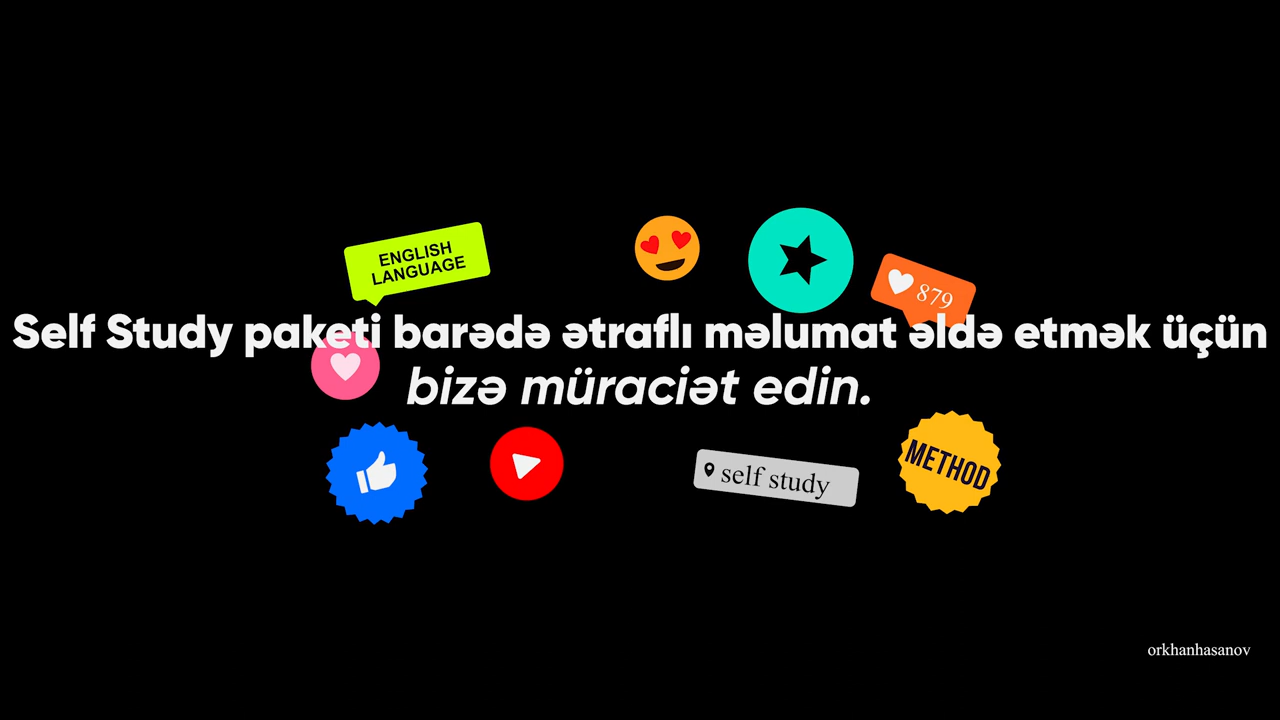 ENGLISH
LANGUAGE
879
Self Study paketi barədə ətraflı məlumat əldə etmək üçün
bizə müraciət edin.
self study
METHOD
orkhanhasanov